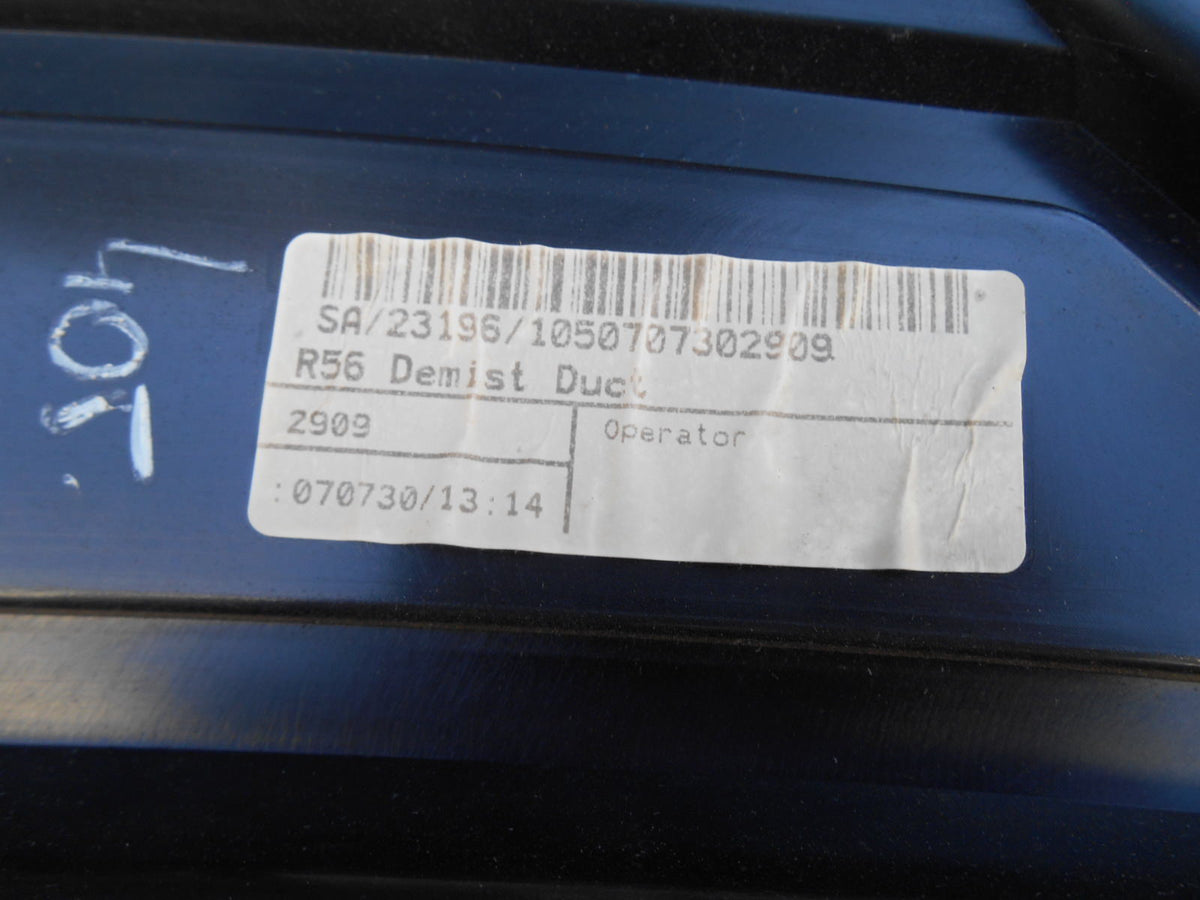 SA/23196/1050707302909
R56 Demist Duct
2909
Operator
:070730/13:14